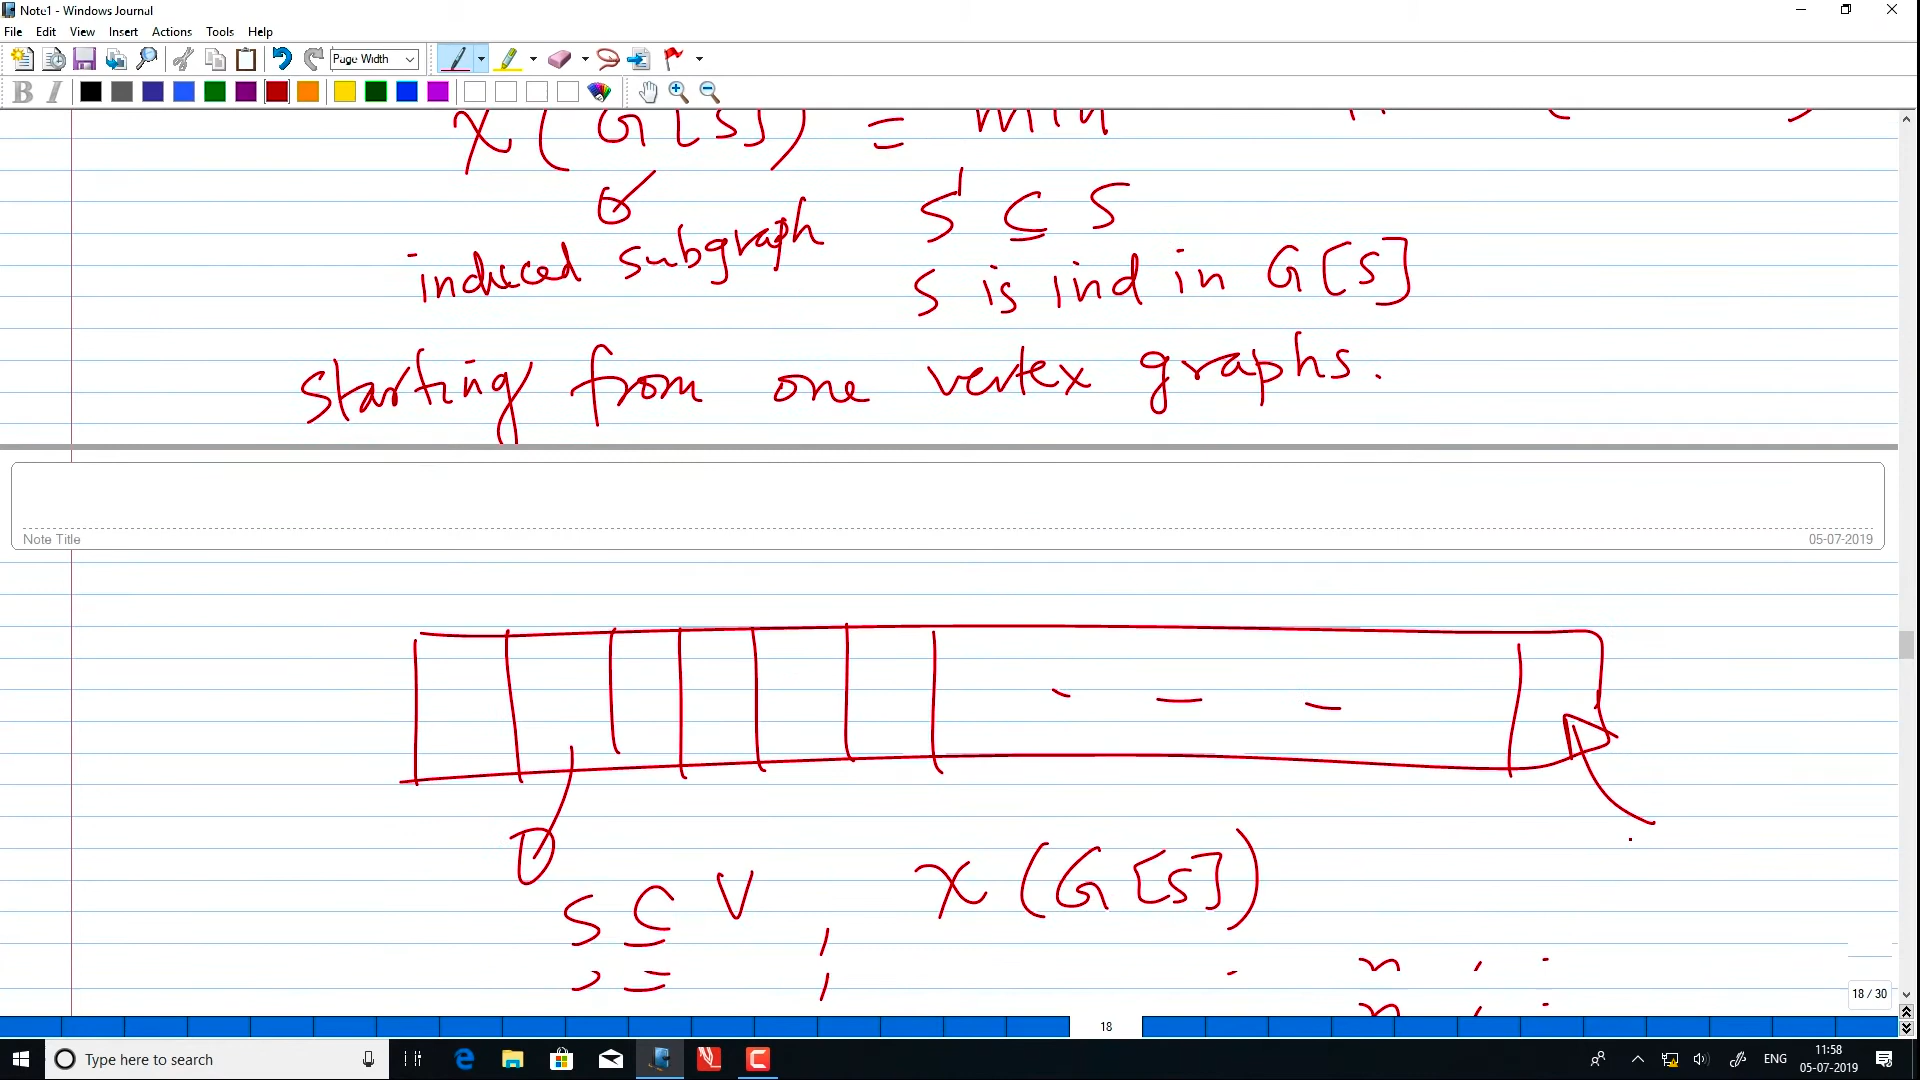 Note1 - Windows Journal
File Edit View Insert Actions Tools Help
Page Width
B I
χ(G[S]) = min
S' ⊆ S
induced subgraph
S is ind in G[S]
starting from one vertex graphs.
Note Title 05-07-2019
S ⊆ V , χ(G[S])
18 / 30
18
Type here to search
ENG
11:58
05-07-2019